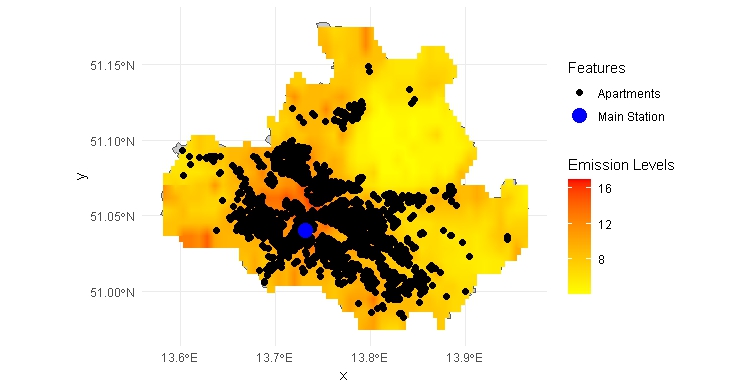 51.15°N
51.10°N
51.05°N
51.00°N
y
13.6°E
13.7°E
13.8°E
13.9°E
x
Features
Apartments
Main Station
Emission Levels
16
12
8